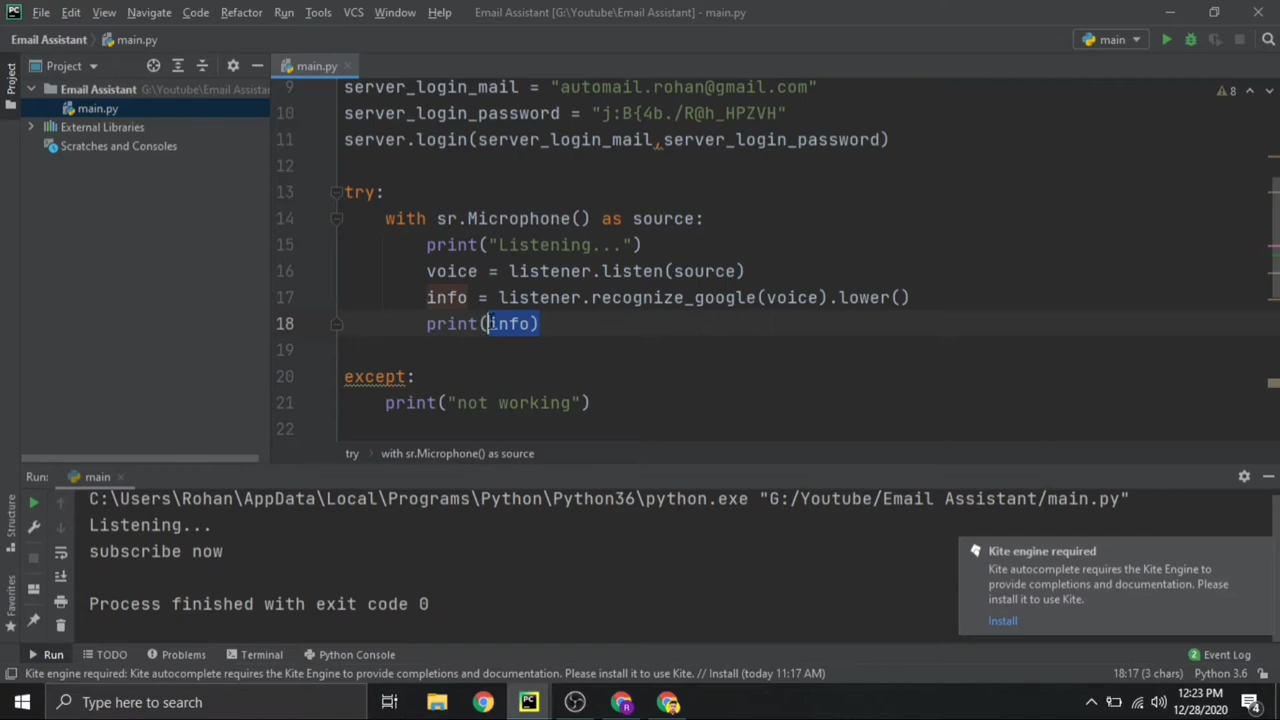 File Edit View Navigate Code Refactor Run Tools VCS Window Help Email Assistant [G:\Youtube\Email Assistant] - main.py
Email Assistant main.py main
Project main.py
Project
Email Assistant G:\Youtube\Email Assistan
main.py
External Libraries
Scratches and Consoles
8
9 server_login_mail = "automail.rohan@gmail.com"
10 server_login_password = "j:B{4b./R@h_HPZVH"
11 server.login(server_login_mail,server_login_password)
12
13 try:
14 with sr.Microphone() as source:
15 print("Listening...")
16 voice = listener.listen(source)
17 info = listener.recognize_google(voice).lower()
18 print(info)
19
20 except:
21 print("not working")
22
try with sr.Microphone() as source
Run: main
C:\Users\Rohan\AppData\Local\Programs\Python\Python36\python.exe "G:/Youtube/Email Assistant/main.py"
Listening...
subscribe now
Process finished with exit code 0
Structure
Favorites
Kite engine required
Kite autocomplete requires the Kite Engine to
provide completions and documentation. Please
install it to use Kite.
Install
Run TODO Problems Terminal Python Console 2 Event Log
Kite engine required: Kite autocomplete requires the Kite Engine to provide completions and documentation. Please install it to use Kite. // Install (today 11:17 AM) 18:17 (3 chars) Python 3.6
Type here to search
12:23 PM
12/28/2020
4